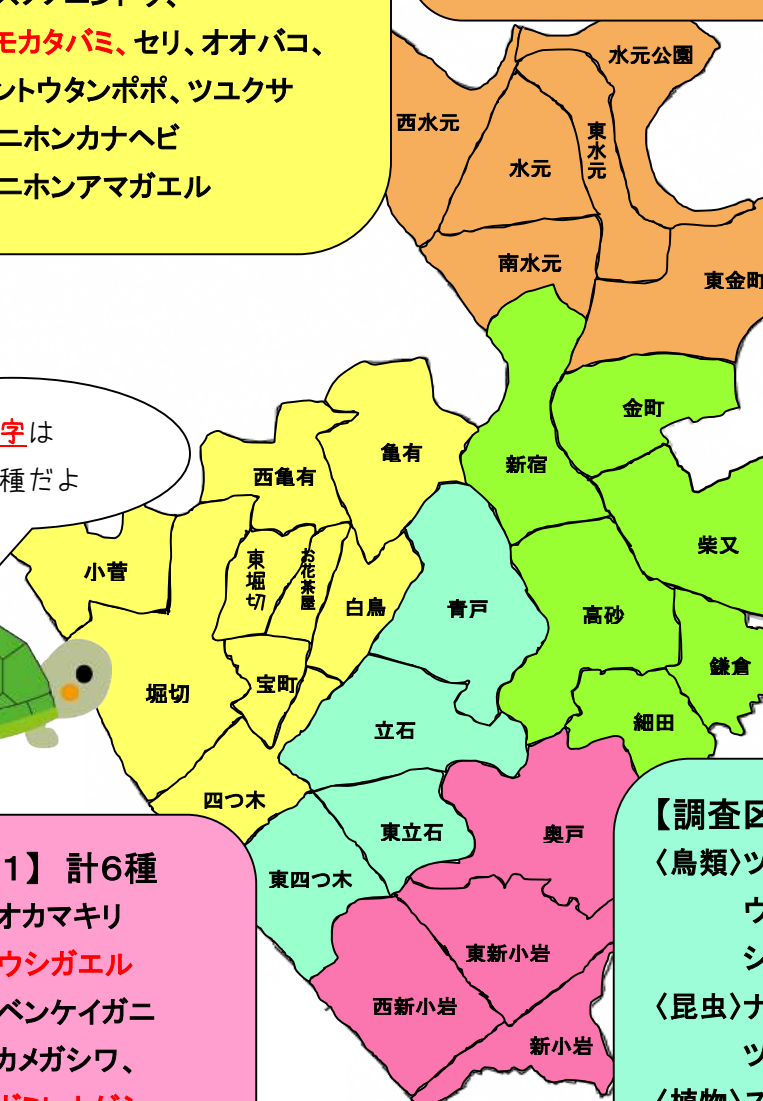 モカタバミ、セリ、オオバコ、
ントウタンポポ、ツユクサ
ニホンカナヘビ
ニホンアマガエル
水元公園
西水元
東水元
水元
南水元
東金町
字は
種だよ
金町
亀有
西亀有
新宿
柴又
小菅
東堀切
お花茶屋
白鳥
青戸
高砂
鎌倉
堀切
宝町
立石
細田
四つ木
東立石
奥戸
東四つ木
東新小岩
西新小岩
新小岩
1】 計6種
オカマキリ
ウシガエル
ベンケイガニ
カメガシワ、
【調査区
〈鳥類〉ツ
ウ
シ
〈昆虫〉ナ
ツ